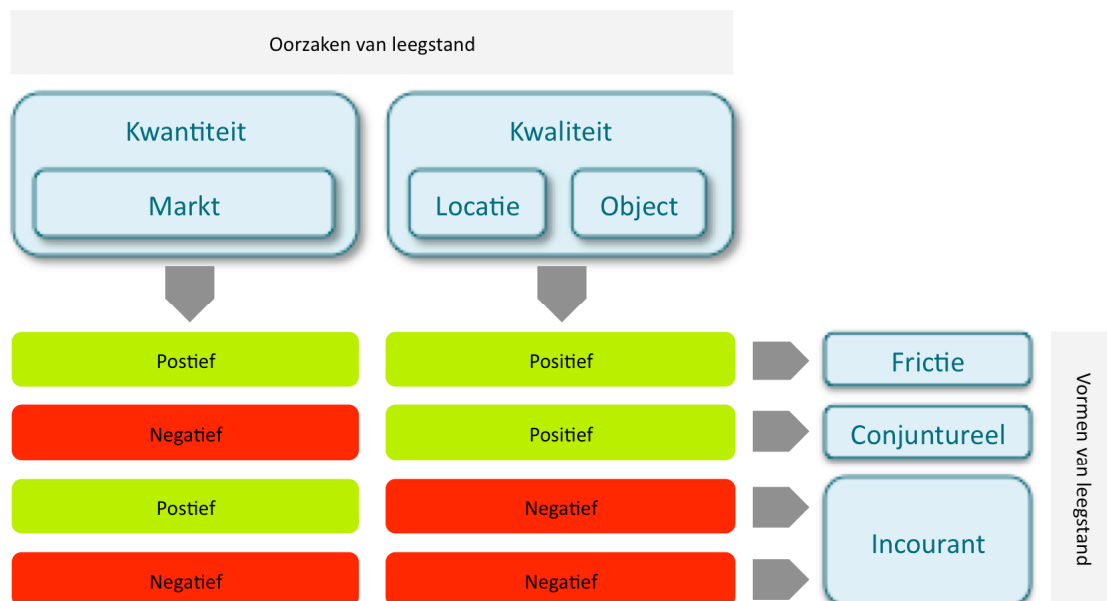 Oorzaken van leegstand
Kwantiteit
Kwaliteit
Markt
Locatie
Object
Postief
Positief
Frictie
Negatief
Positief
Conjuntureel
Postief
Negatief
Incourant
Negatief
Negatief
Vormen van leegstand